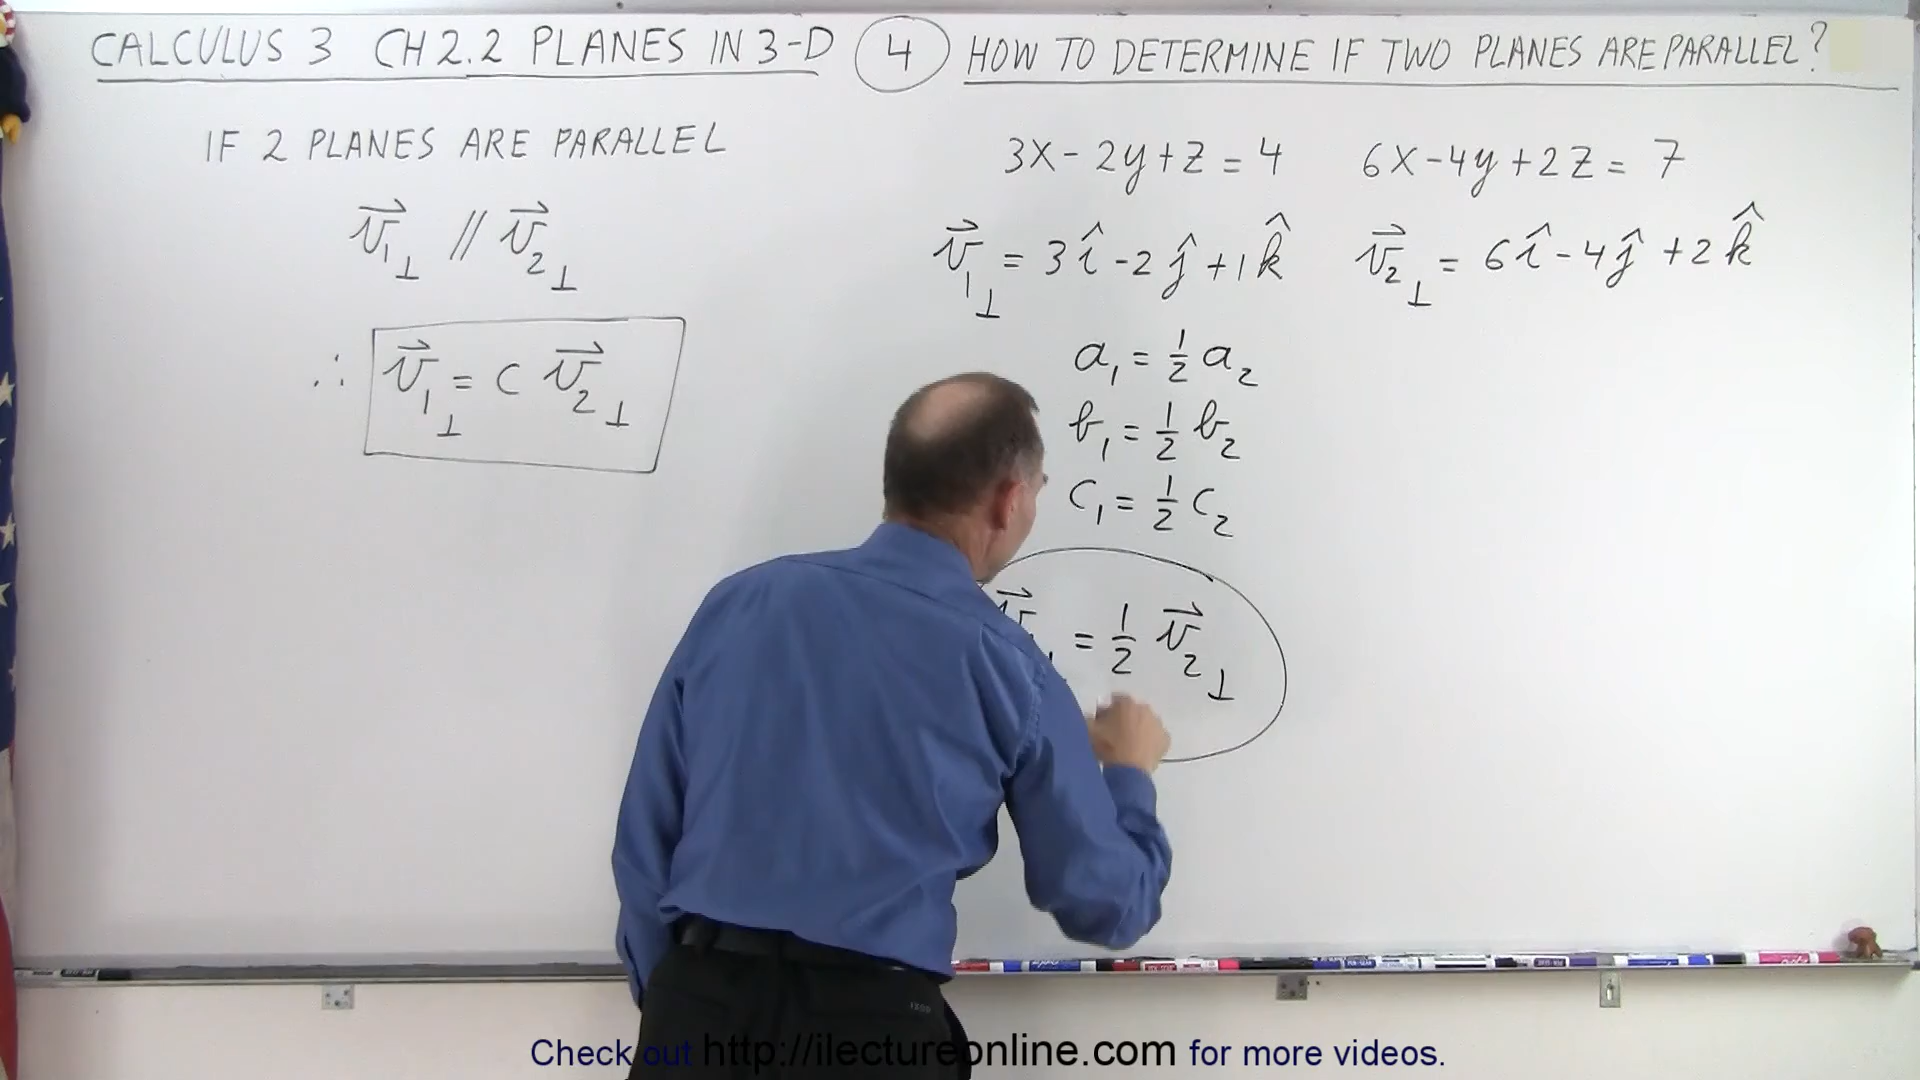 CALCULUS 3 CH 2.2 PLANES IN 3-D ④ HOW TO DETERMINE IF TWO PLANES ARE PARALLEL?
IF 2 PLANES ARE PARALLEL
v⃗₁⊥ // v⃗₂⊥
∴ v⃗₁⊥ = c v⃗₂⊥
3x - 2y + z = 4
6x - 4y + 2z = 7
v⃗₁⊥ = 3î - 2ĵ + 1k̂
v⃗₂⊥ = 6î - 4ĵ + 2k̂
a₁ = ½ a₂
b₁ = ½ b₂
c₁ = ½ c₂
= ½ v⃗₂⊥
Check out http://ilectureonline.com for more videos.